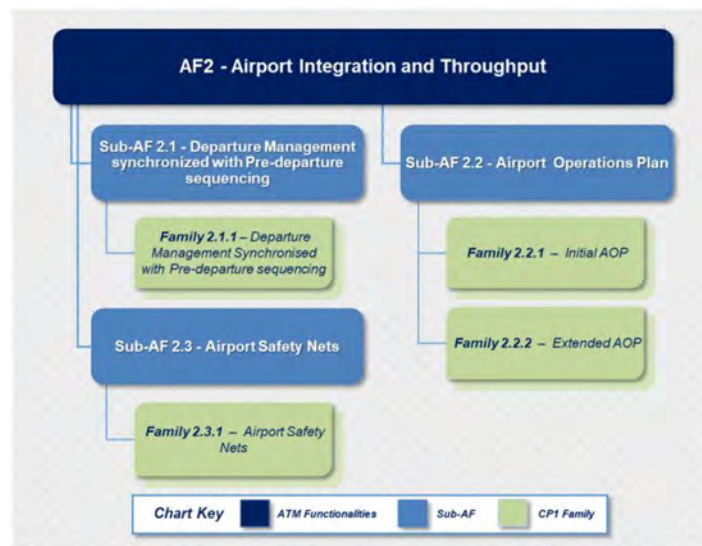 AF2 - Airport Integration and Throughput
Sub-AF 2.1 - Departure Management
synchronized with Pre-departure
sequencing
Family 2.1.1 – Departure
Management Synchronised
with Pre-departure sequencing
Sub-AF 2.3 - Airport Safety Nets
Family 2.3.1 – Airport Safety
Nets
Sub-AF 2.2 - Airport Operations Plan
Family 2.2.1 – Initial AOP
Family 2.2.2 – Extended AOP
Chart Key
ATM Functionalities
Sub-AF
CP1 Family